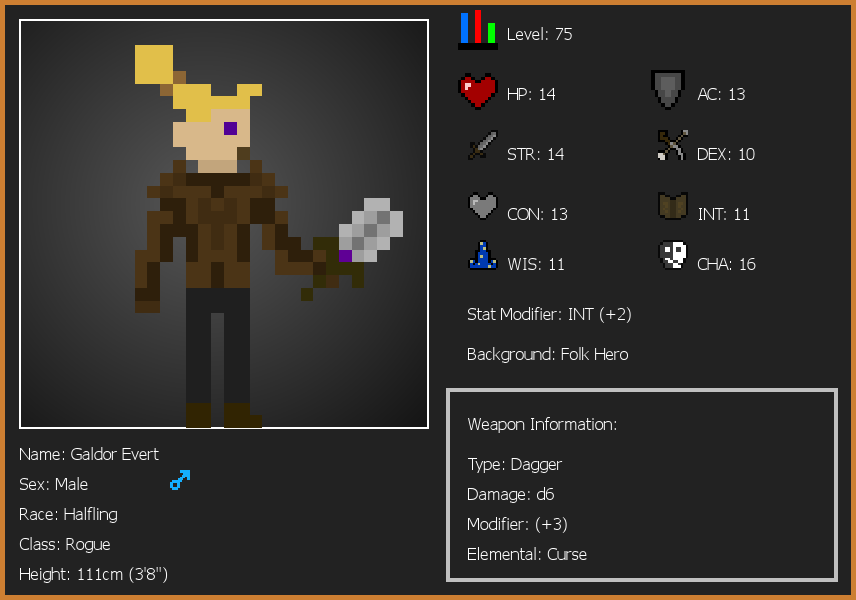 Level: 75
HP: 14
AC: 13
STR: 14
DEX: 10
CON: 13
INT: 11
WIS: 11
CHA: 16
Stat Modifier: INT (+2)
Background: Folk Hero
Weapon Information:
Type: Dagger
Damage: d6
Modifier: (+3)
Elemental: Curse
Name: Galdor Evert
Sex: Male
Race: Halfling
Class: Rogue
Height: 111cm (3'8")